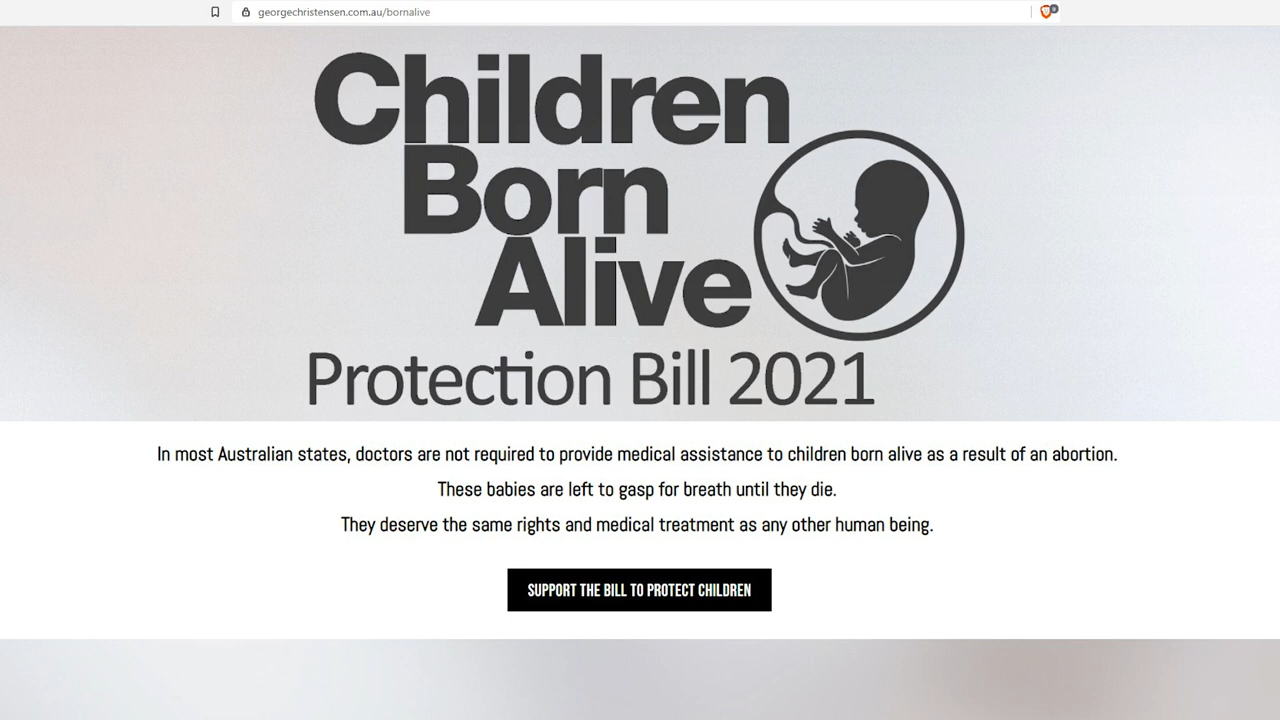 georgechristensen.com.au/bornalive
Children
Born
Alive
Protection Bill 2021
In most Australian states, doctors are not required to provide medical assistance to children born alive as a result of an abortion.
These babies are left to gasp for breath until they die.
They deserve the same rights and medical treatment as any other human being.
SUPPORT THE BILL TO PROTECT CHILDREN